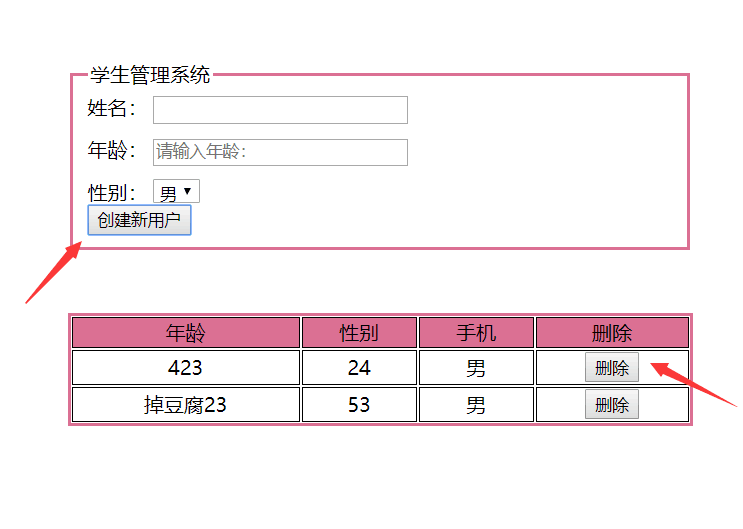 学生管理系统
姓名：
年龄： 请输入年龄：
性别： 男
创建新用户
年龄 性别 手机 删除
423 24 男 删除
掉豆腐23 53 男 删除